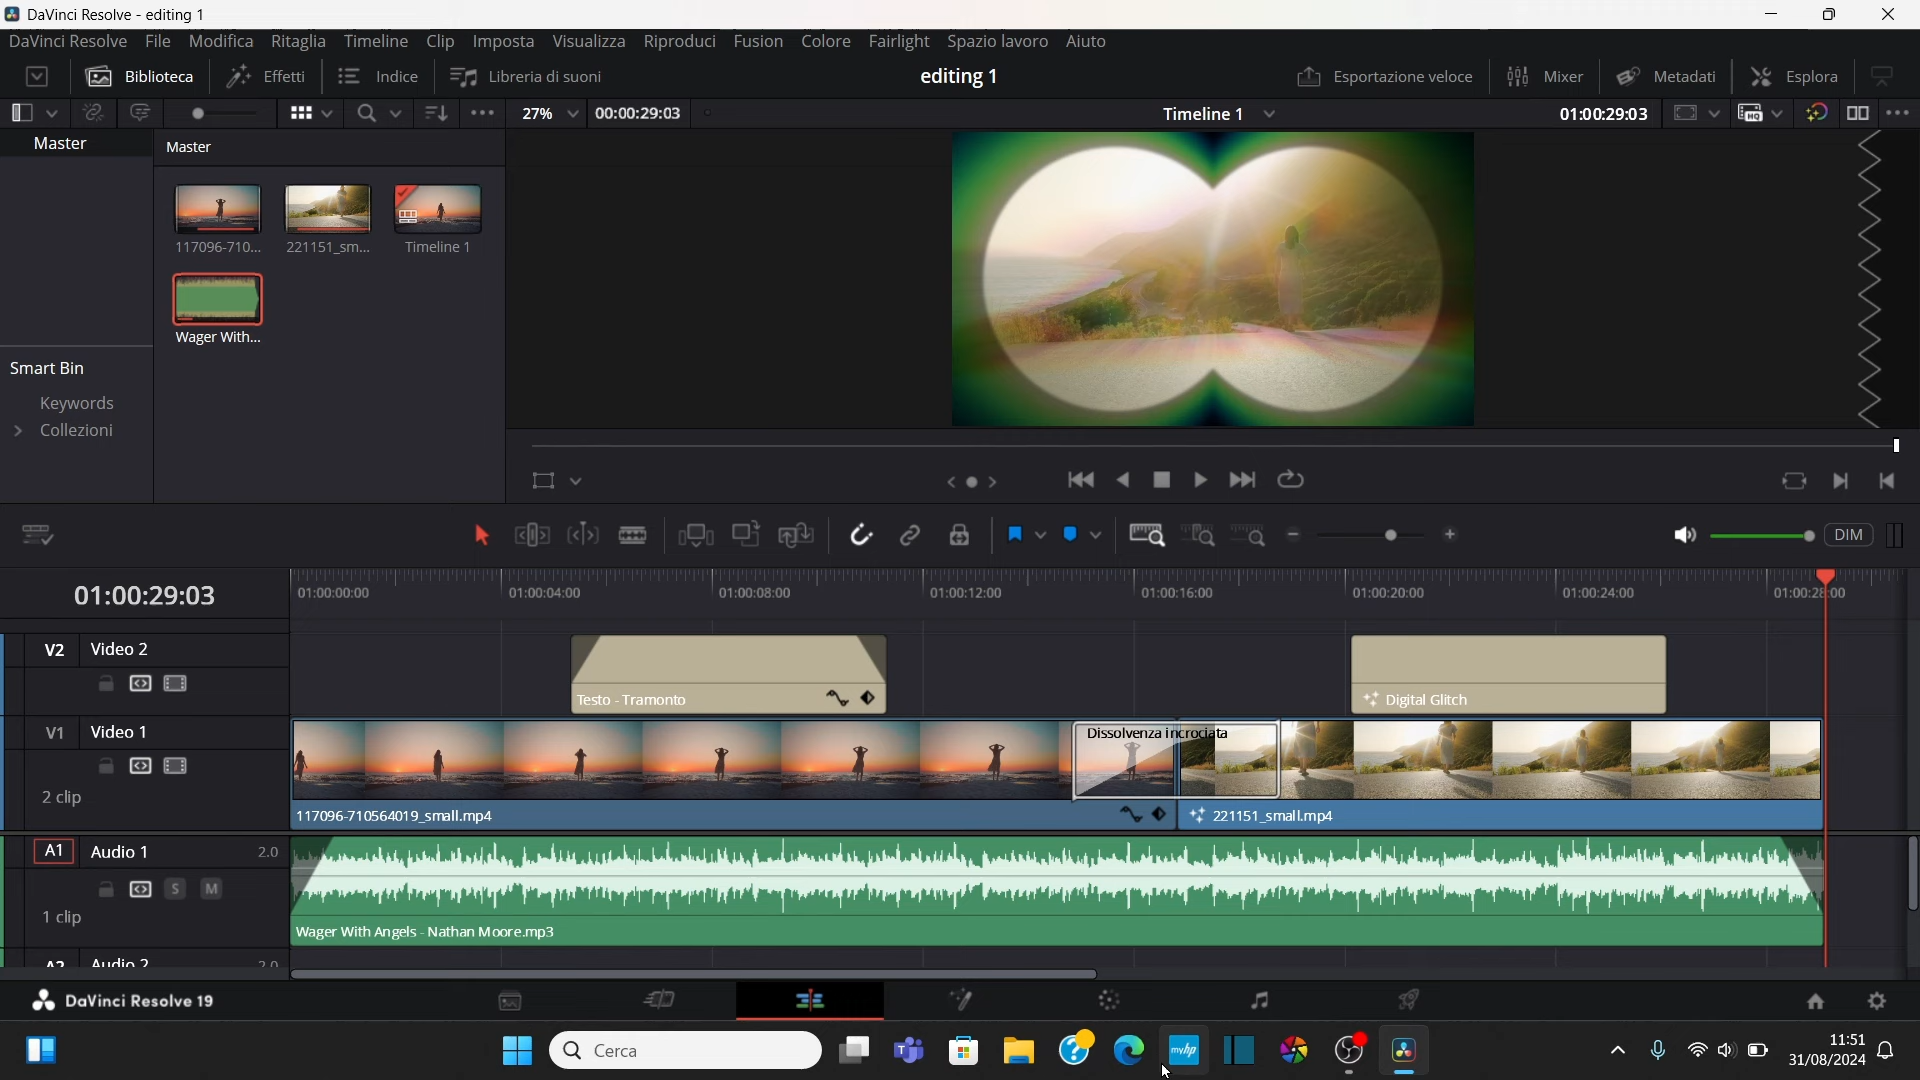 DaVinci Resolve - editing 1
DaVinci Resolve File Modifica Ritaglia Timeline Clip Imposta Visualizza Riproduci Fusion Colore Fairlight Spazio lavoro Aiuto
Biblioteca Effetti Indice Libreria di suoni editing 1 Esportazione veloce Mixer Metadati Esplora
27% 00:00:29:03 Timeline 1 01:00:29:03 HQ
Master Master
117096-710... 221151_sm... Timeline 1
Wager With...
Smart Bin
Keywords
Collezioni
DIM
01:00:29:03 01:00:00:00 01:00:04:00 01:00:08:00 01:00:12:00 01:00:16:00 01:00:20:00 01:00:24:00 01:00:28:00
V2 Video 2
Testo - Tramonto Digital Glitch
V1 Video 1 Dissolvenza incrociata
2 clip
117096-710564019_small.mp4 221151_small.mp4
A1 Audio 1 2.0
S M
1 clip
Wager With Angels - Nathan Moore.mp3
A2 Audio 2 2.0
DaVinci Resolve 19
Cerca myhp 11:51
31/08/2024